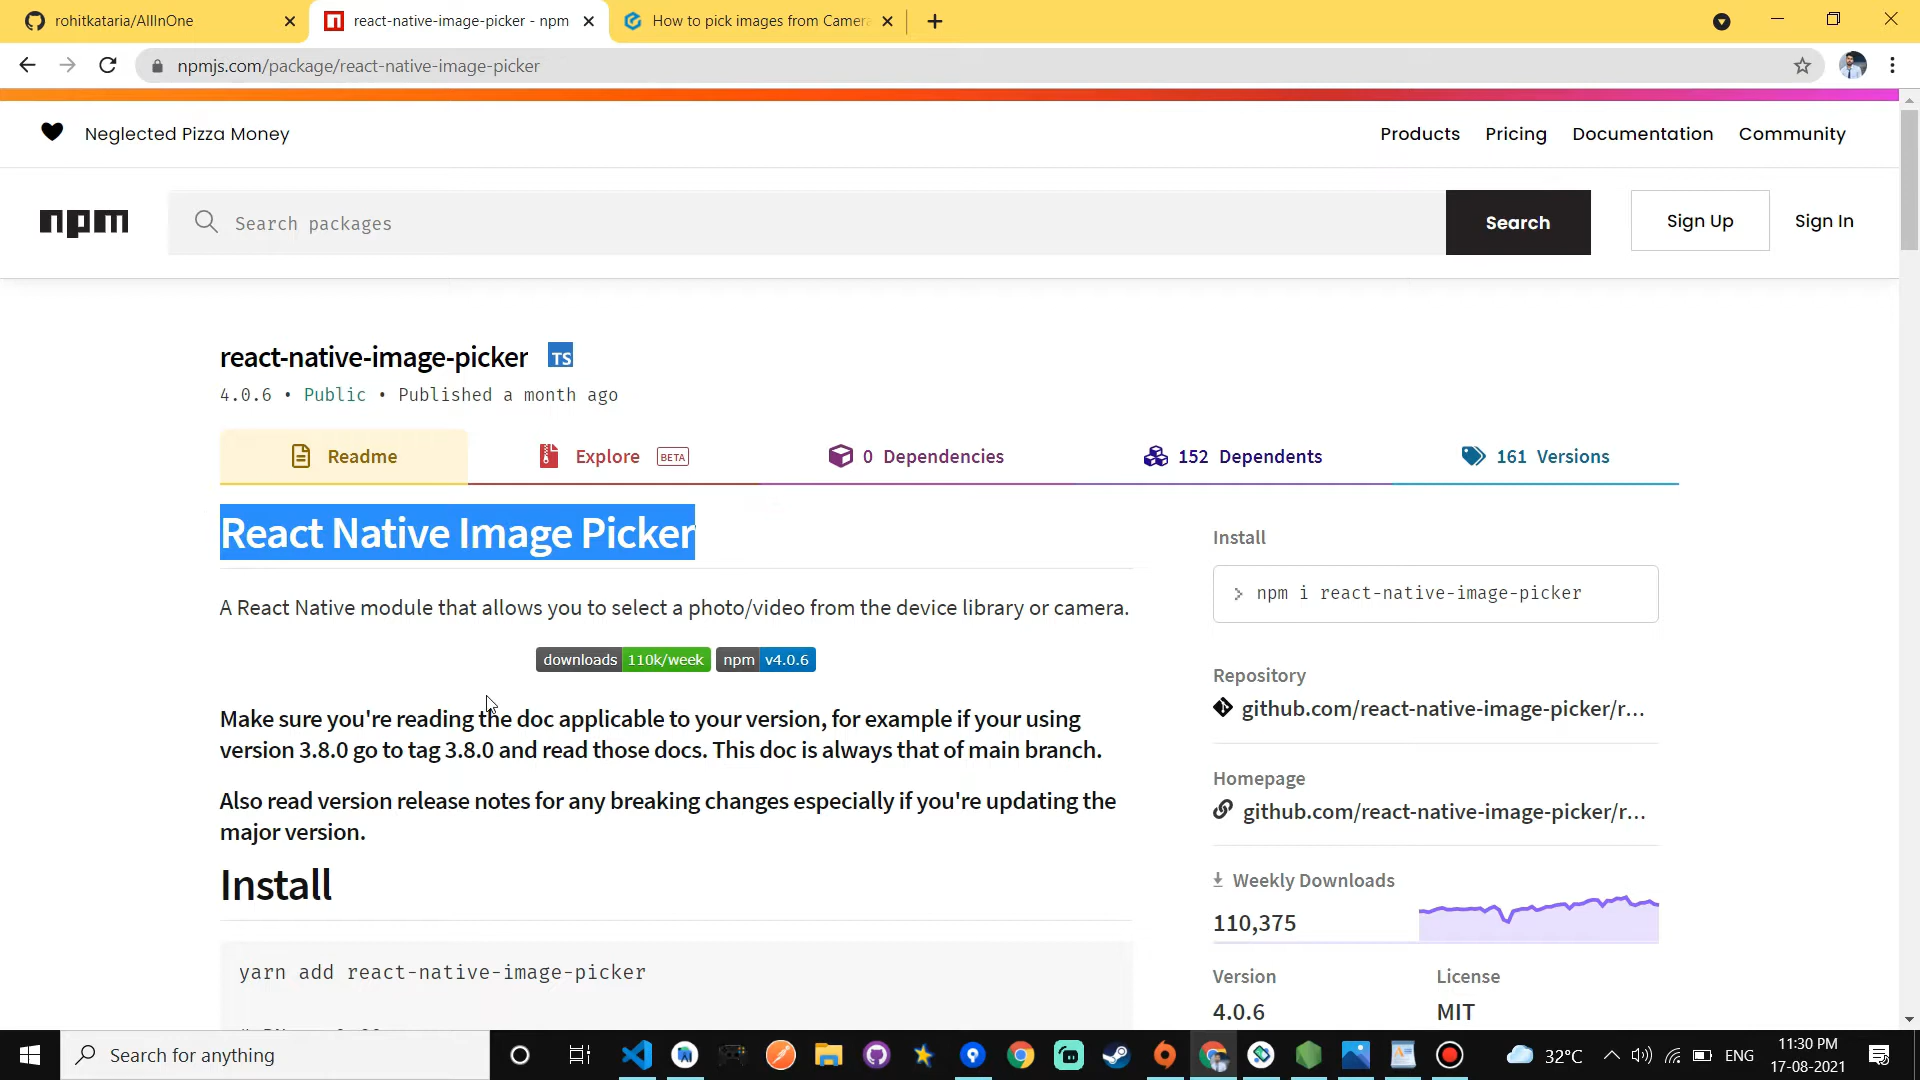 rohitkataria/AllInOne
react-native-image-picker - npm
How to pick images from Camera
npmjs.com/package/react-native-image-picker
Neglected Pizza Money
Products
Pricing
Documentation
Community
npm
Search packages
Search
Sign Up
Sign In
react-native-image-picker
TS
4.0.6 • Public • Published a month ago
Readme
Explore
BETA
0 Dependencies
152 Dependents
161 Versions
React Native Image Picker
A React Native module that allows you to select a photo/video from the device library or camera.
downloads 110k/week
npm v4.0.6
Make sure you're reading the doc applicable to your version, for example if your using
version 3.8.0 go to tag 3.8.0 and read those docs. This doc is always that of main branch.
Also read version release notes for any breaking changes especially if you're updating the
major version.
Install
yarn add react-native-image-picker
Install
> npm i react-native-image-picker
Repository
github.com/react-native-image-picker/r...
Homepage
github.com/react-native-image-picker/r...
Weekly Downloads
110,375
Version
License
4.0.6
MIT
Search for anything
32°C
ENG
11:30 PM
17-08-2021